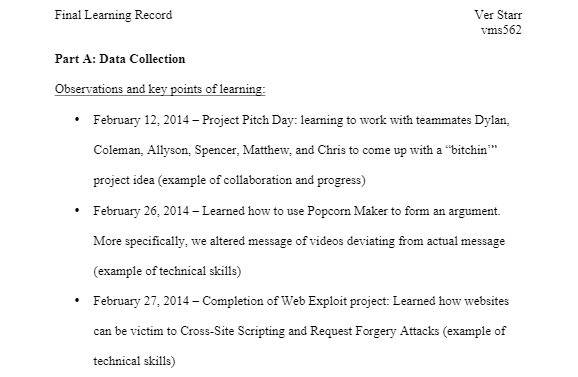 Final Learning Record Ver Starr
vms562
Part A: Data Collection
Observations and key points of learning:
• February 12, 2014 – Project Pitch Day: learning to work with teammates Dylan,
Coleman, Allyson, Spencer, Matthew, and Chris to come up with a “bitchin’”
project idea (example of collaboration and progress)
• February 26, 2014 – Learned how to use Popcorn Maker to form an argument.
More specifically, we altered message of videos deviating from actual message
(example of technical skills)
• February 27, 2014 – Completion of Web Exploit project: Learned how websites
can be victim to Cross-Site Scripting and Request Forgery Attacks (example of
technical skills)